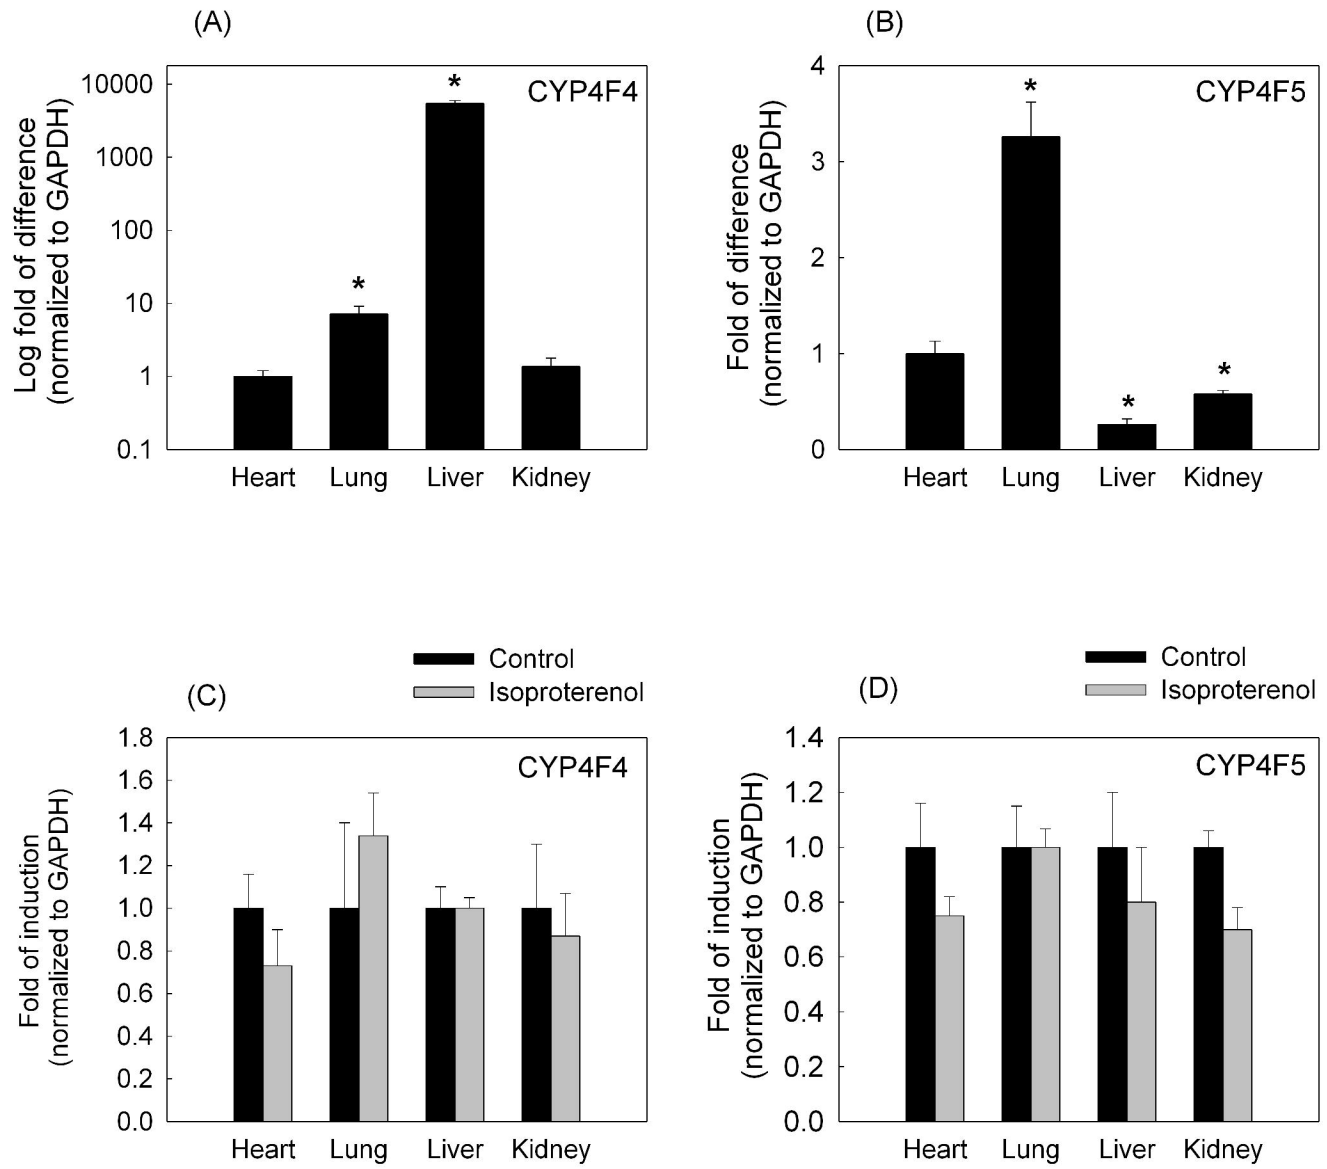 (A)
CYP4F4
Log fold of difference
(normalized to GAPDH)
10000
1000
100
10
1
0.1
Heart Lung Liver Kidney
*
*
(B)
CYP4F5
Fold of difference
(normalized to GAPDH)
4
3
2
1
0
Heart Lung Liver Kidney
*
*
*
(C)
Control
Isoproterenol
CYP4F4
Fold of induction
(normalized to GAPDH)
1.8
1.6
1.4
1.2
1.0
0.8
0.6
0.4
0.2
0.0
Heart Lung Liver Kidney
(D)
Control
Isoproterenol
CYP4F5
Fold of induction
(normalized to GAPDH)
1.4
1.2
1.0
0.8
0.6
0.4
0.2
0.0
Heart Lung Liver Kidney